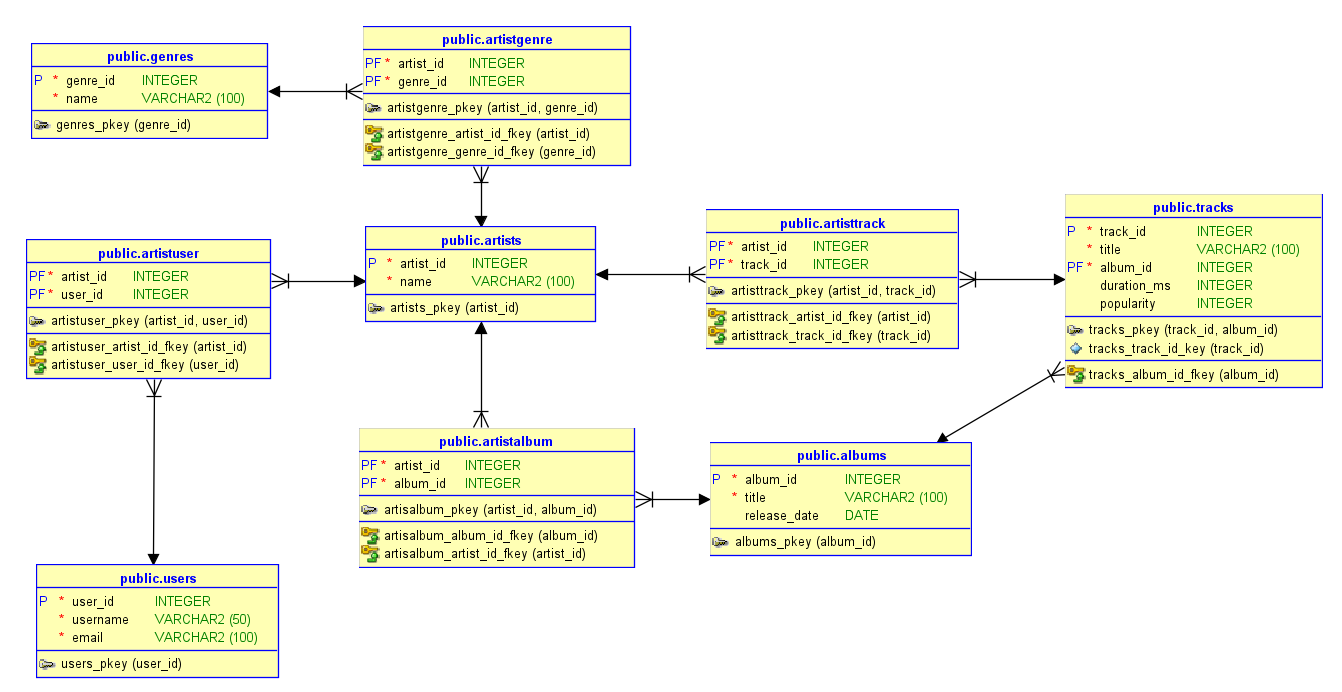 public.genres
P * genre_id INTEGER
* name VARCHAR2 (100)
genres_pkey (genre_id)
public.artistgenre
PF * artist_id INTEGER
PF * genre_id INTEGER
artistgenre_pkey (artist_id, genre_id)
artistgenre_artist_id_fkey (artist_id)
artistgenre_genre_id_fkey (genre_id)
public.artistuser
PF * artist_id INTEGER
PF * user_id INTEGER
artistuser_pkey (artist_id, user_id)
artistuser_artist_id_fkey (artist_id)
artistuser_user_id_fkey (user_id)
public.artists
P * artist_id INTEGER
* name VARCHAR2 (100)
artists_pkey (artist_id)
public.artisttrack
PF * artist_id INTEGER
PF * track_id INTEGER
artisttrack_pkey (artist_id, track_id)
artisttrack_artist_id_fkey (artist_id)
artisttrack_track_id_fkey (track_id)
public.tracks
P * track_id INTEGER
* title VARCHAR2 (100)
PF * album_id INTEGER
duration_ms INTEGER
popularity INTEGER
tracks_pkey (track_id, album_id)
tracks_track_id_key (track_id)
tracks_album_id_fkey (album_id)
public.artistalbum
PF * artist_id INTEGER
PF * album_id INTEGER
artisalbum_pkey (artist_id, album_id)
artisalbum_album_id_fkey (album_id)
artisalbum_artist_id_fkey (artist_id)
public.albums
P * album_id INTEGER
* title VARCHAR2 (100)
release_date DATE
albums_pkey (album_id)
public.users
P * user_id INTEGER
* username VARCHAR2 (50)
* email VARCHAR2 (100)
users_pkey (user_id)